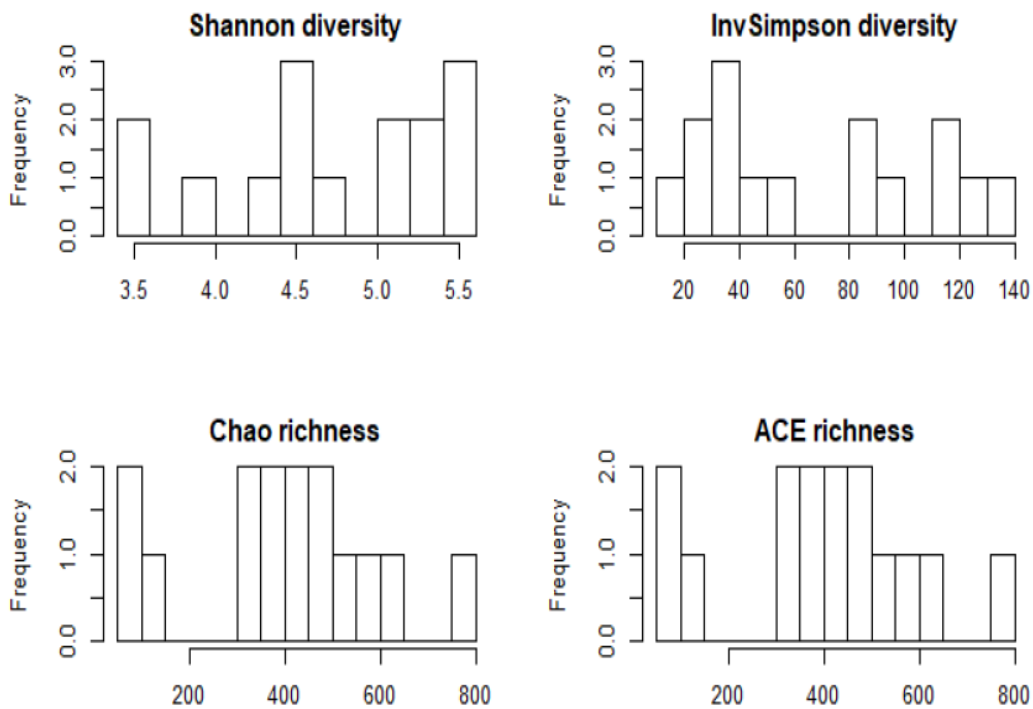 Shannon diversity
Frequency
0.0 1.0 2.0 3.0
3.5 4.0 4.5 5.0 5.5
InvSimpson diversity
Frequency
0.0 1.0 2.0 3.0
20 40 60 80 100 120 140
Chao richness
Frequency
0.0 1.0 2.0
200 400 600 800
ACE richness
Frequency
0.0 1.0 2.0
200 400 600 800